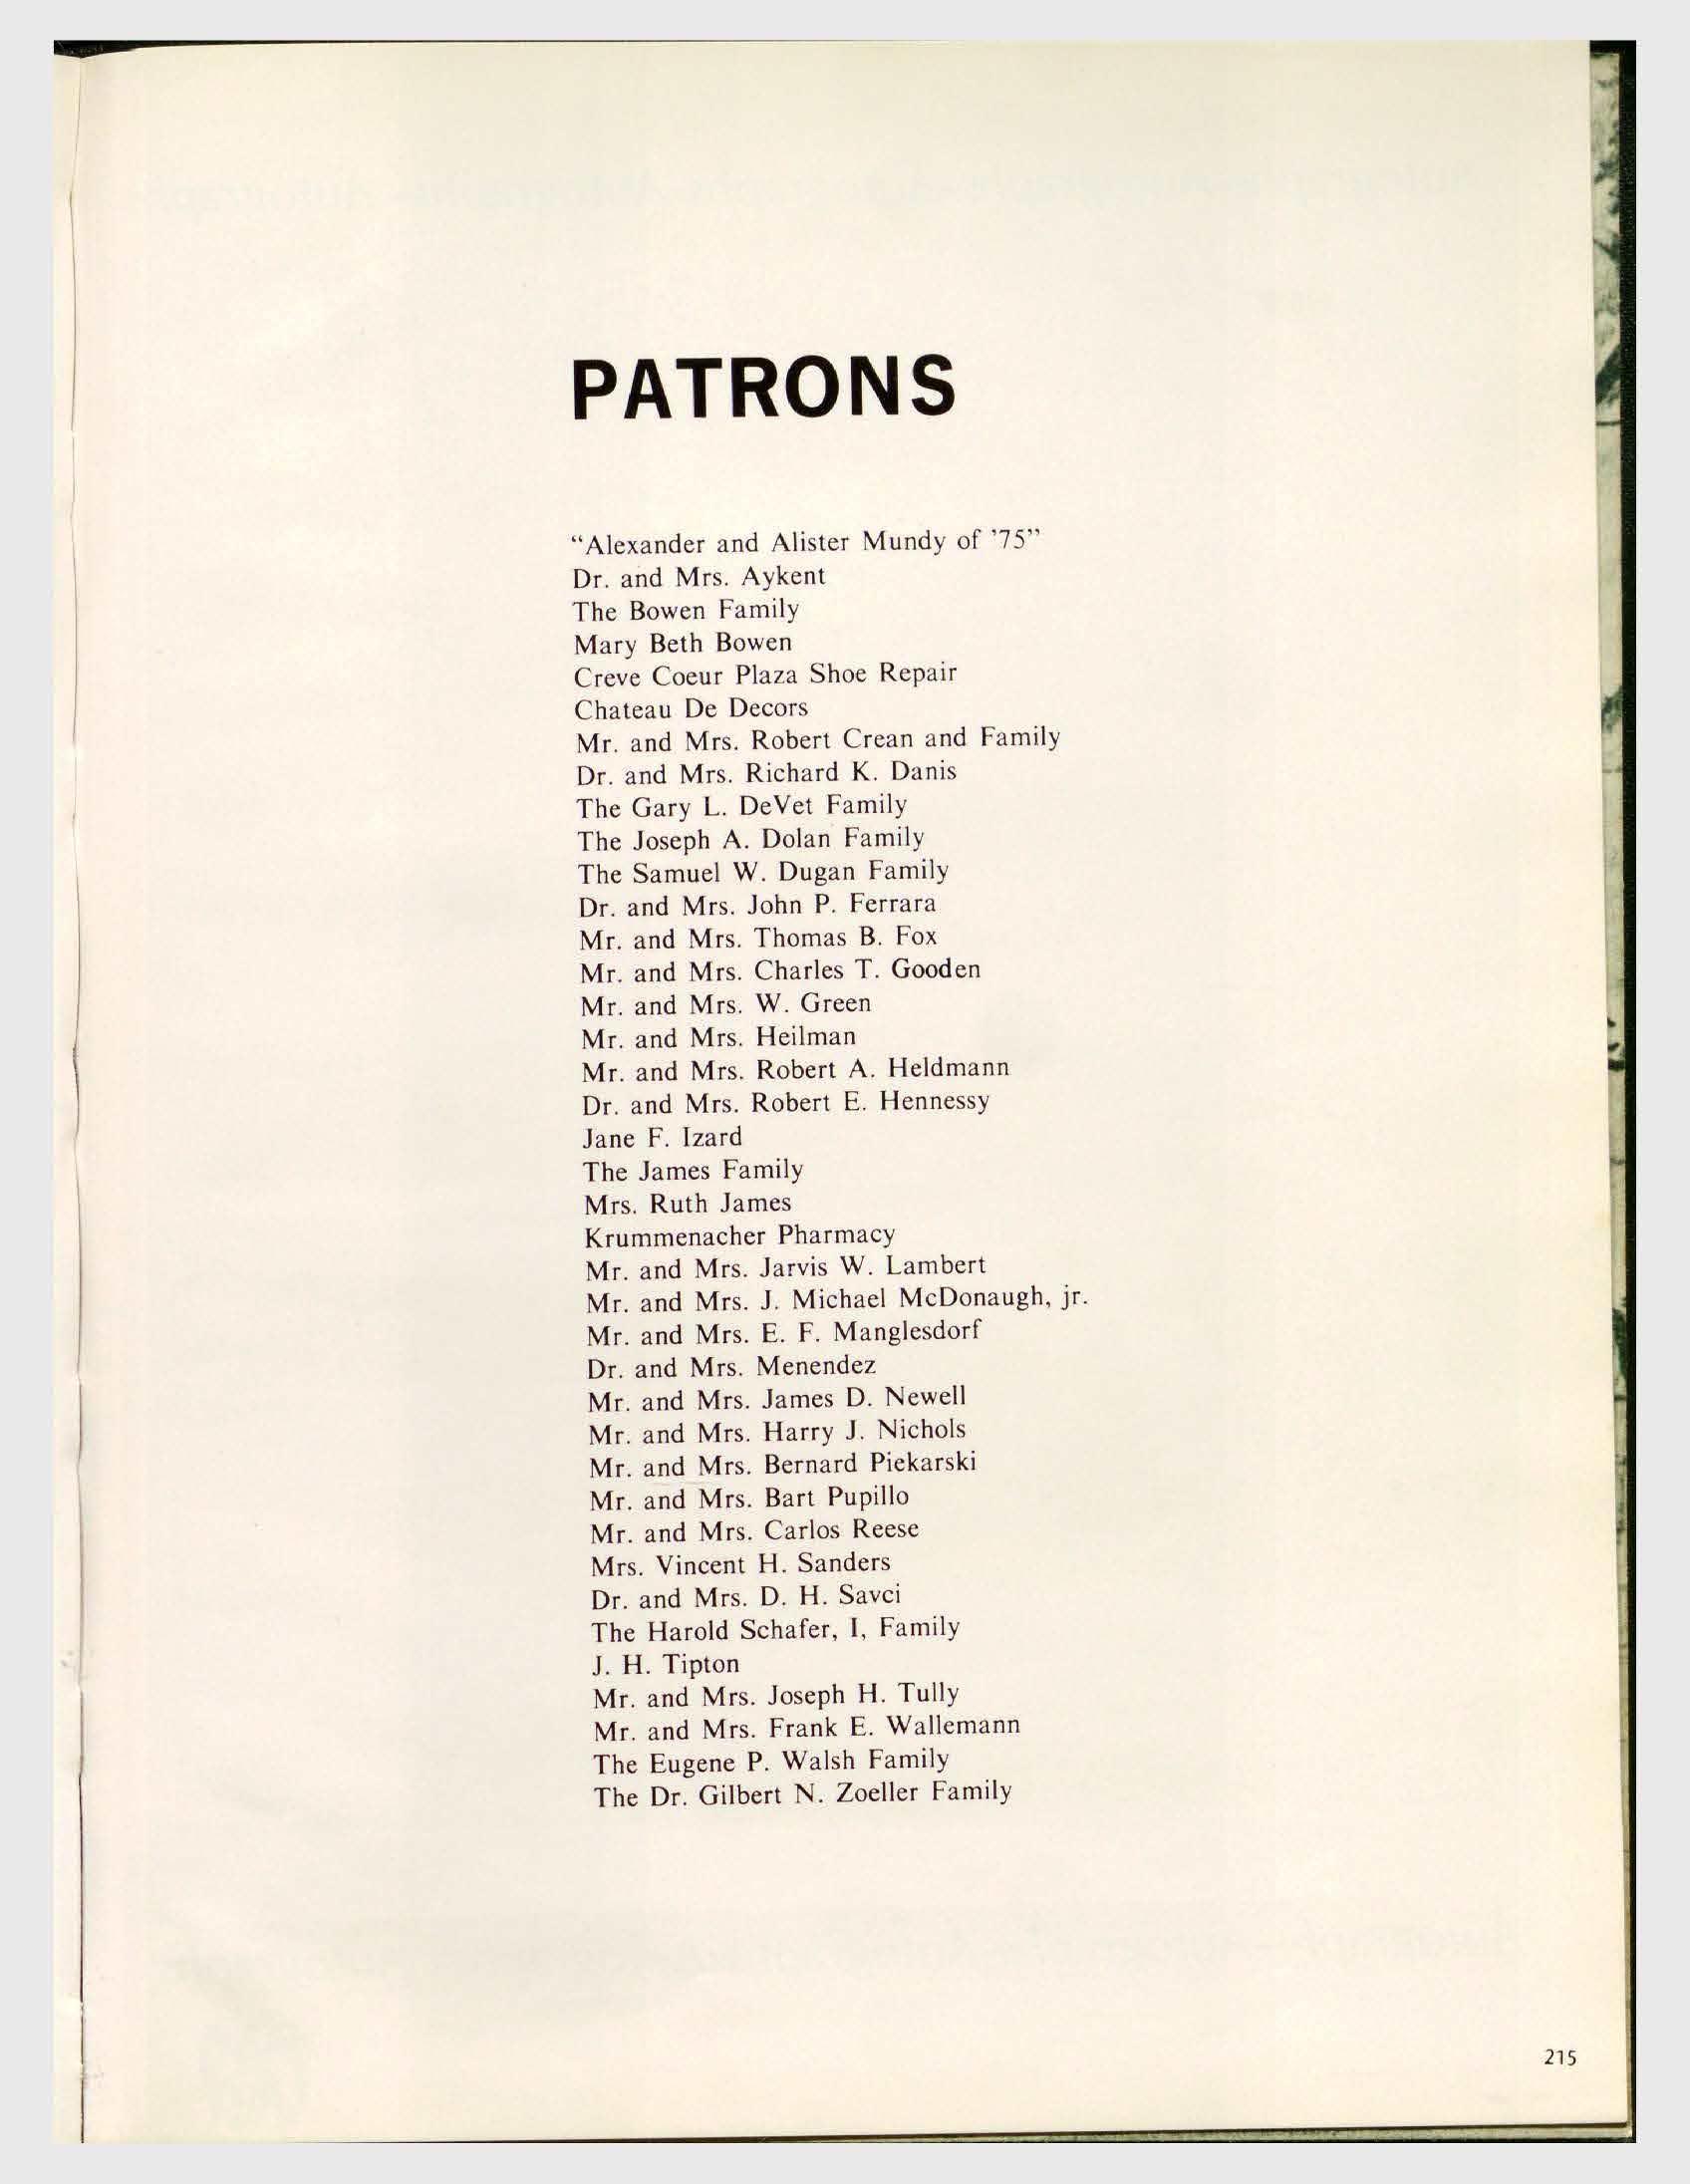 PATRONS
“Alexander and Alister Mundy of ’75”
Dr. and Mrs. Aykent
The Bowen Family
Mary Beth Bowen
Creve Coeur Plaza Shoe Repair
Chateau De Decors
Mr. and Mrs. Robert Crean and Family
Dr. and Mrs. Richard K. Danis
The Gary L. DeVet Family
The Joseph A. Dolan Family
The Samuel W. Dugan Family
Dr. and Mrs. John P. Ferrara
Mr. and Mrs. Thomas B. Fox
Mr. and Mrs. Charles T. Gooden
Mr. and Mrs. W. Green
Mr. and Mrs. Heilman
Mr. and Mrs. Robert A. Heldmann
Dr. and Mrs. Robert E. Hennessy
Jane F. Izard
The James Family
Mrs. Ruth James
Krummenacher Pharmacy
Mr. and Mrs. Jarvis W. Lambert
Mr. and Mrs. J. Michael McDonaugh, jr.
Mr. and Mrs. E. F. Manglesdorf
Dr. and Mrs. Menendez
Mr. and Mrs. James D. Newell
Mr. and Mrs. Harry J. Nichols
Mr. and Mrs. Bernard Piekarski
Mr. and Mrs. Bart Pupillo
Mr. and Mrs. Carlos Reese
Mrs. Vincent H. Sanders
Dr. and Mrs. D. H. Savci
The Harold Schafer, I, Family
J. H. Tipton
Mr. and Mrs. Joseph H. Tully
Mr. and Mrs. Frank E. Wallemann
The Eugene P. Walsh Family
The Dr. Gilbert N. Zoeller Family
215